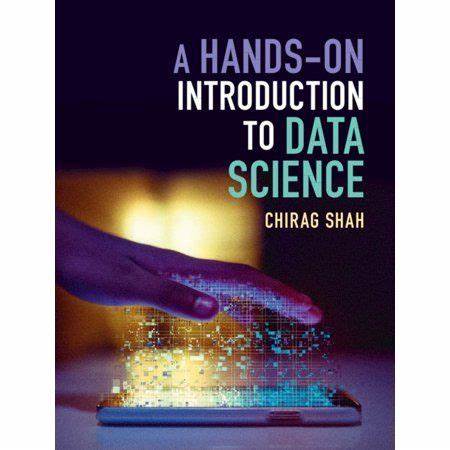 A HANDS-ON
INTRODUCTION
TO DATA
SCIENCE
CHIRAG SHAH